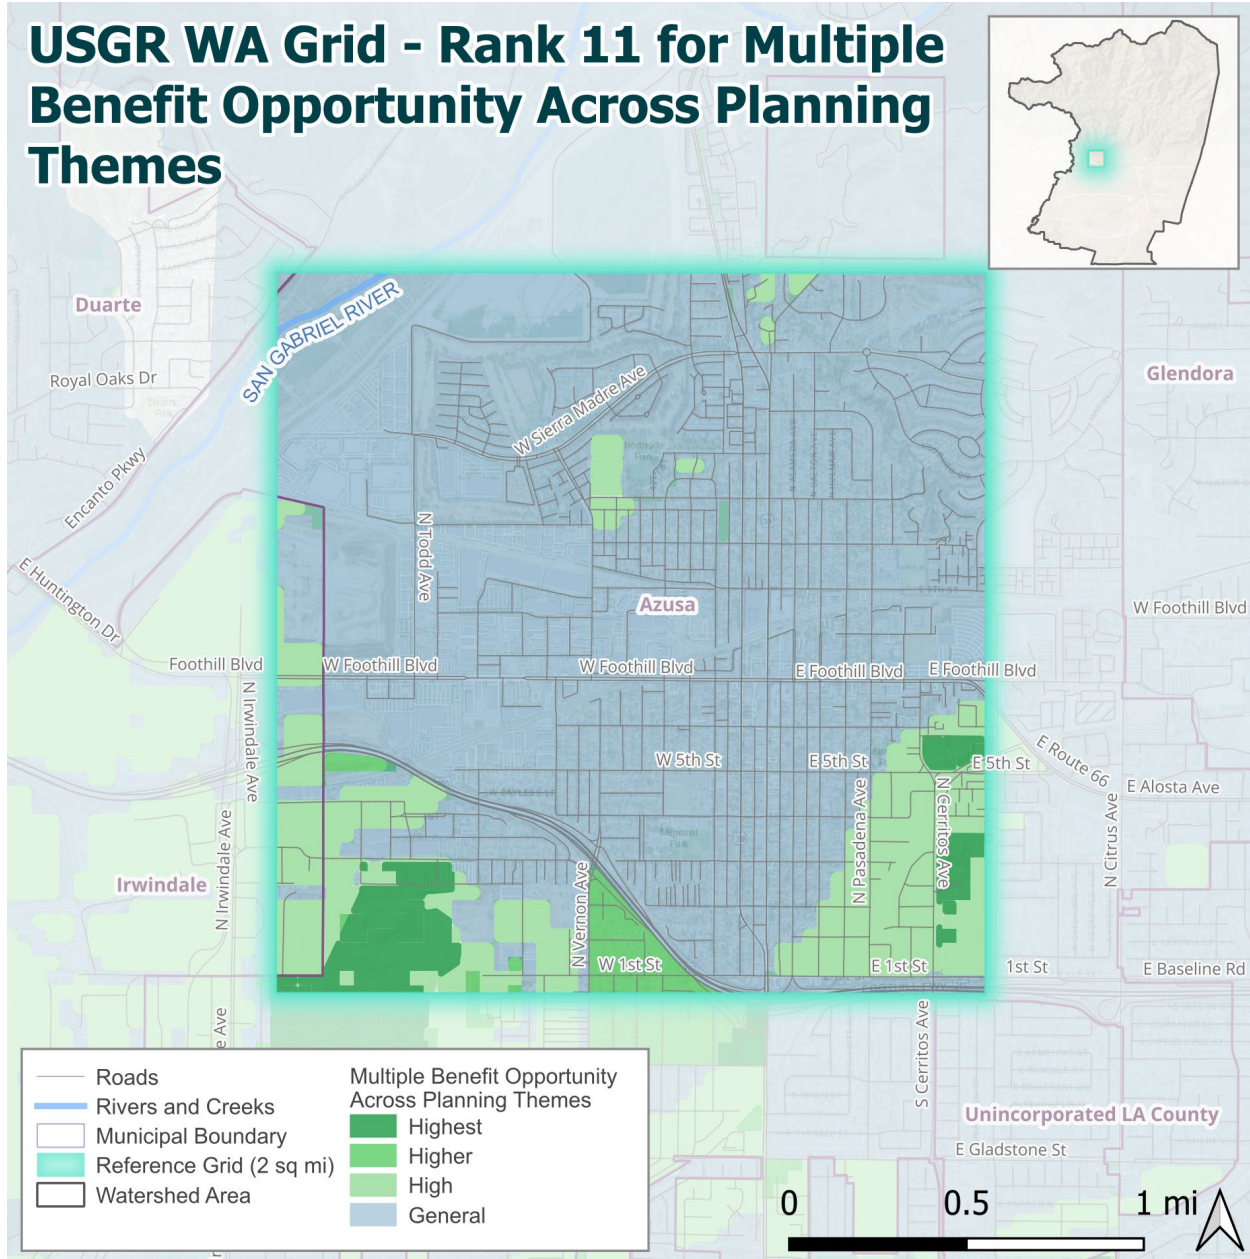 USGR WA Grid - Rank 11 for Multiple
Benefit Opportunity Across Planning
Themes
Duarte
SAN GABRIEL RIVER
Royal Oaks Dr
Glendora
W Sierra Madre Ave
Northside
Park
Encanto Pkwy
N Todd Ave
E Huntington Dr
Azusa
W Foothill Blvd
Foothill Blvd
W Foothill Blvd
W Foothill Blvd
E Foothill Blvd
E Foothill Blvd
N Irwindale Ave
W 5th St
E 5th St
E 5th St
E Route 66
E Alosta Ave
N Irwindale Ave
Memorial
Park
N Pasadena Ave
N Cerritos Ave
N Citrus Ave
Irwindale
N Vernon Ave
W 1st St
E 1st St
1st St
E Baseline Rd
e Ave
S Cerritos Ave
Unincorporated LA County
E Gladstone St
Roads
Rivers and Creeks
Municipal Boundary
Reference Grid (2 sq mi)
Watershed Area
Multiple Benefit Opportunity
Across Planning Themes
Highest
Higher
High
General
0 0.5 1 mi